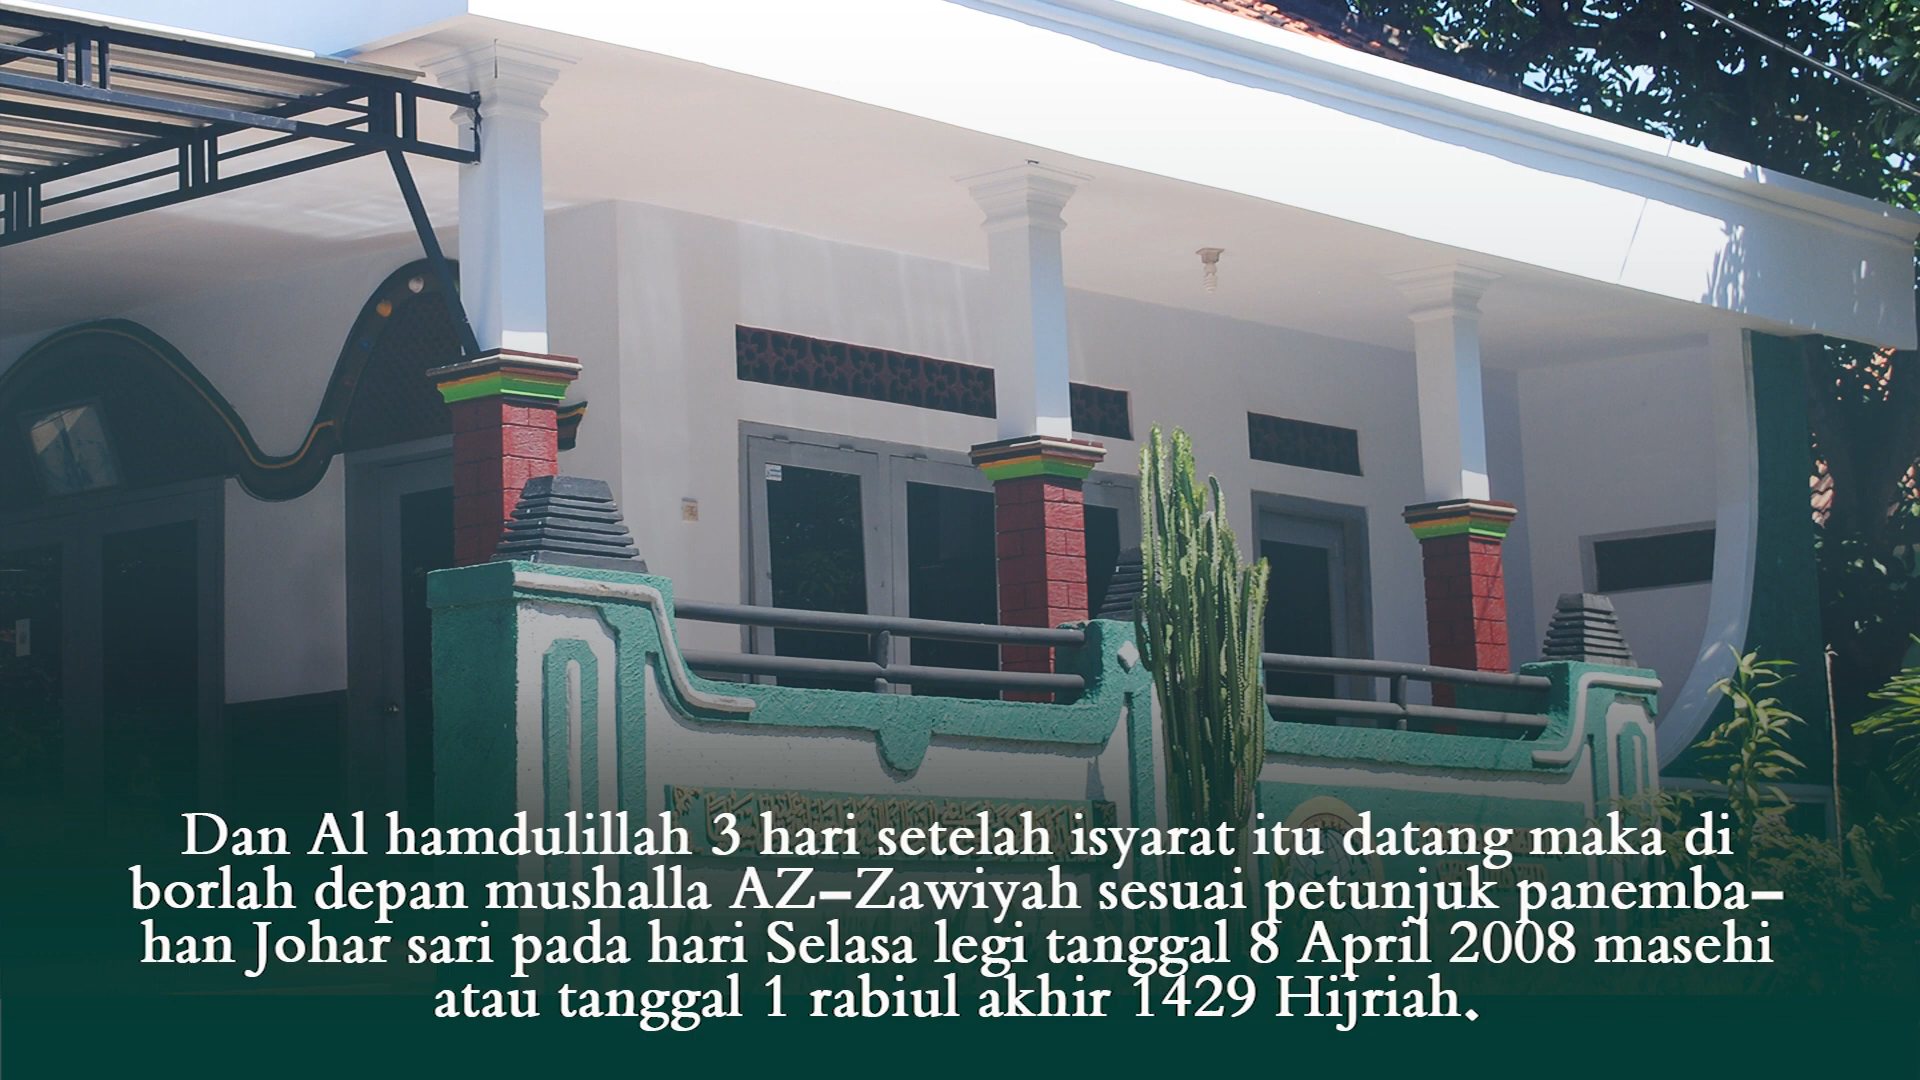 Dan Al hamdulillah 3 hari setelah isyarat itu datang maka di
borlah depan mushalla AZ-Zawiyah sesuai petunjuk panemba-
han Johar sari pada hari Selasa legi tanggal 8 April 2008 masehi
atau tanggal 1 rabiul akhir 1429 Hijriah.